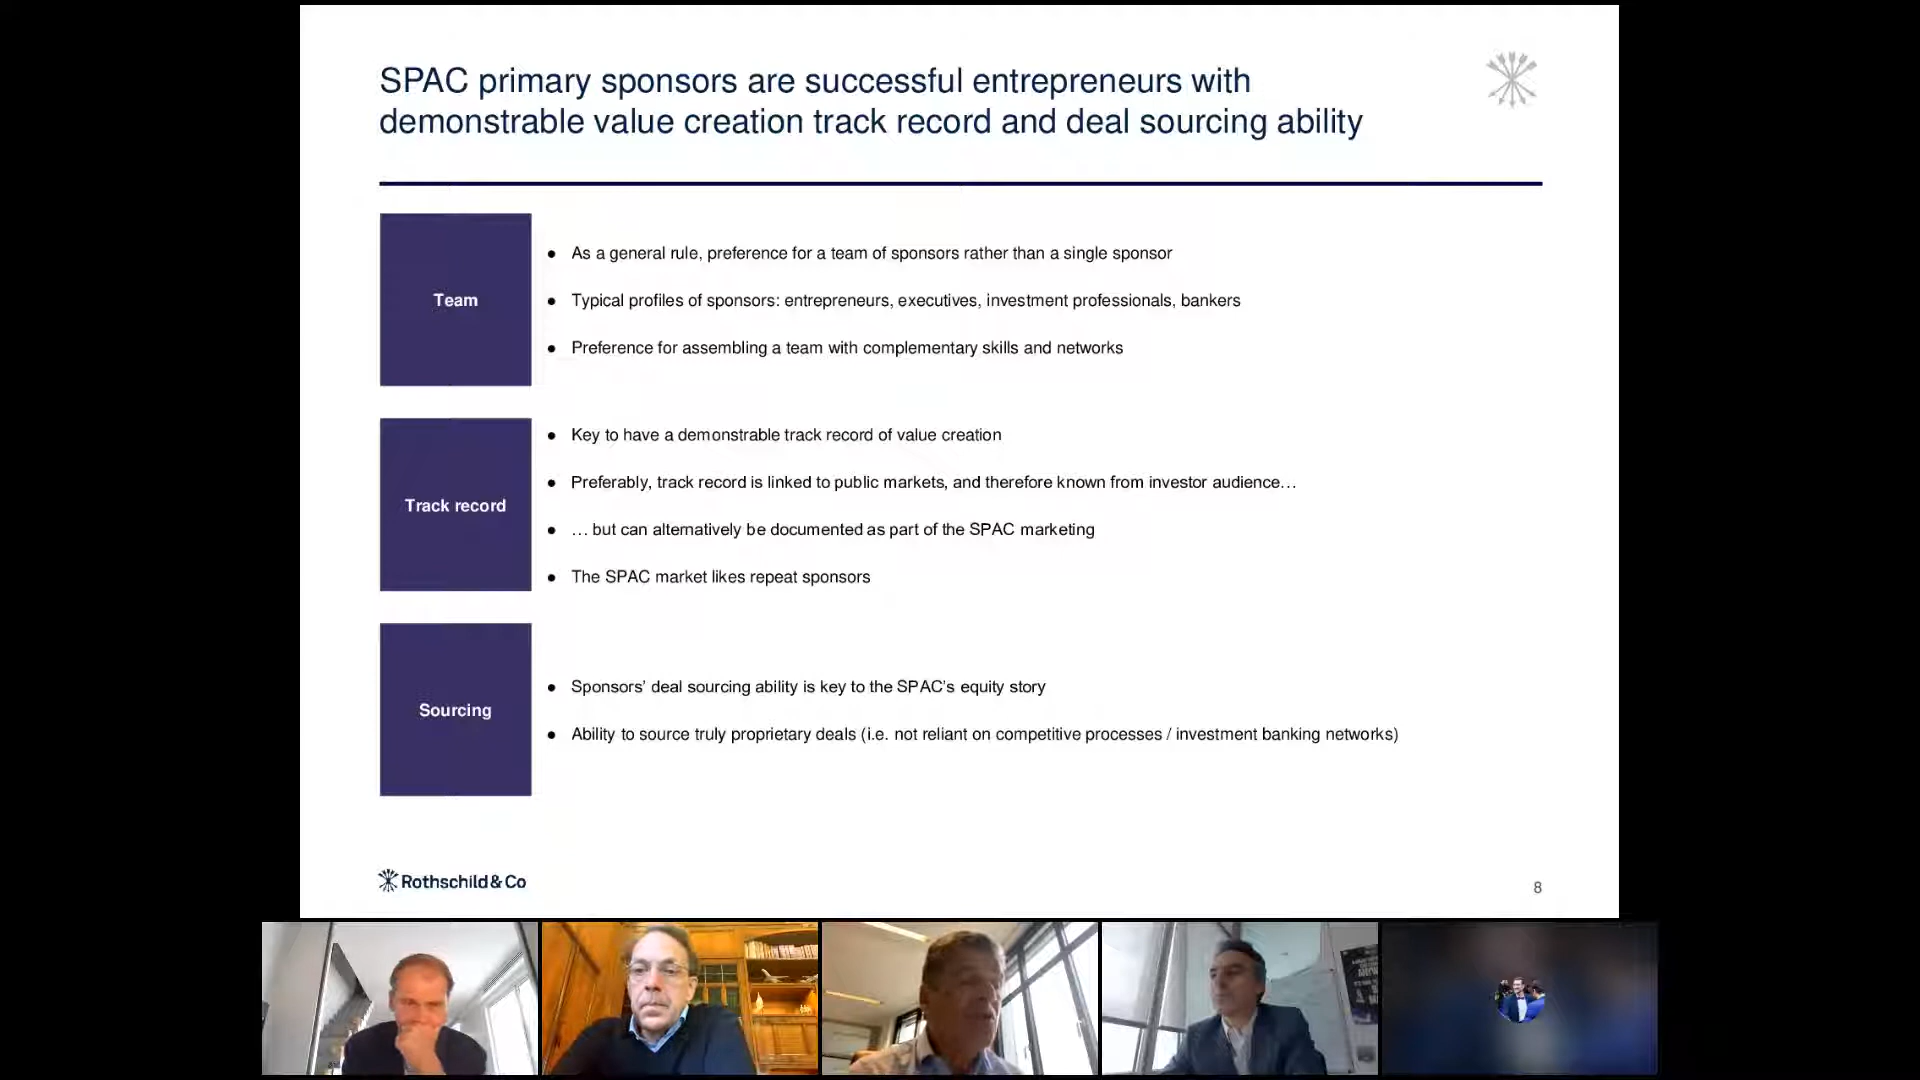 SPAC primary sponsors are successful entrepreneurs with
demonstrable value creation track record and deal sourcing ability
Team
● As a general rule, preference for a team of sponsors rather than a single sponsor
● Typical profiles of sponsors: entrepreneurs, executives, investment professionals, bankers
● Preference for assembling a team with complementary skills and networks
Track record
● Key to have a demonstrable track record of value creation
● Preferably, track record is linked to public markets, and therefore known from investor audience…
● … but can alternatively be documented as part of the SPAC marketing
● The SPAC market likes repeat sponsors
Sourcing
● Sponsors’ deal sourcing ability is key to the SPAC’s equity story
● Ability to source truly proprietary deals (i.e. not reliant on competitive processes / investment banking networks)
Rothschild & Co
8